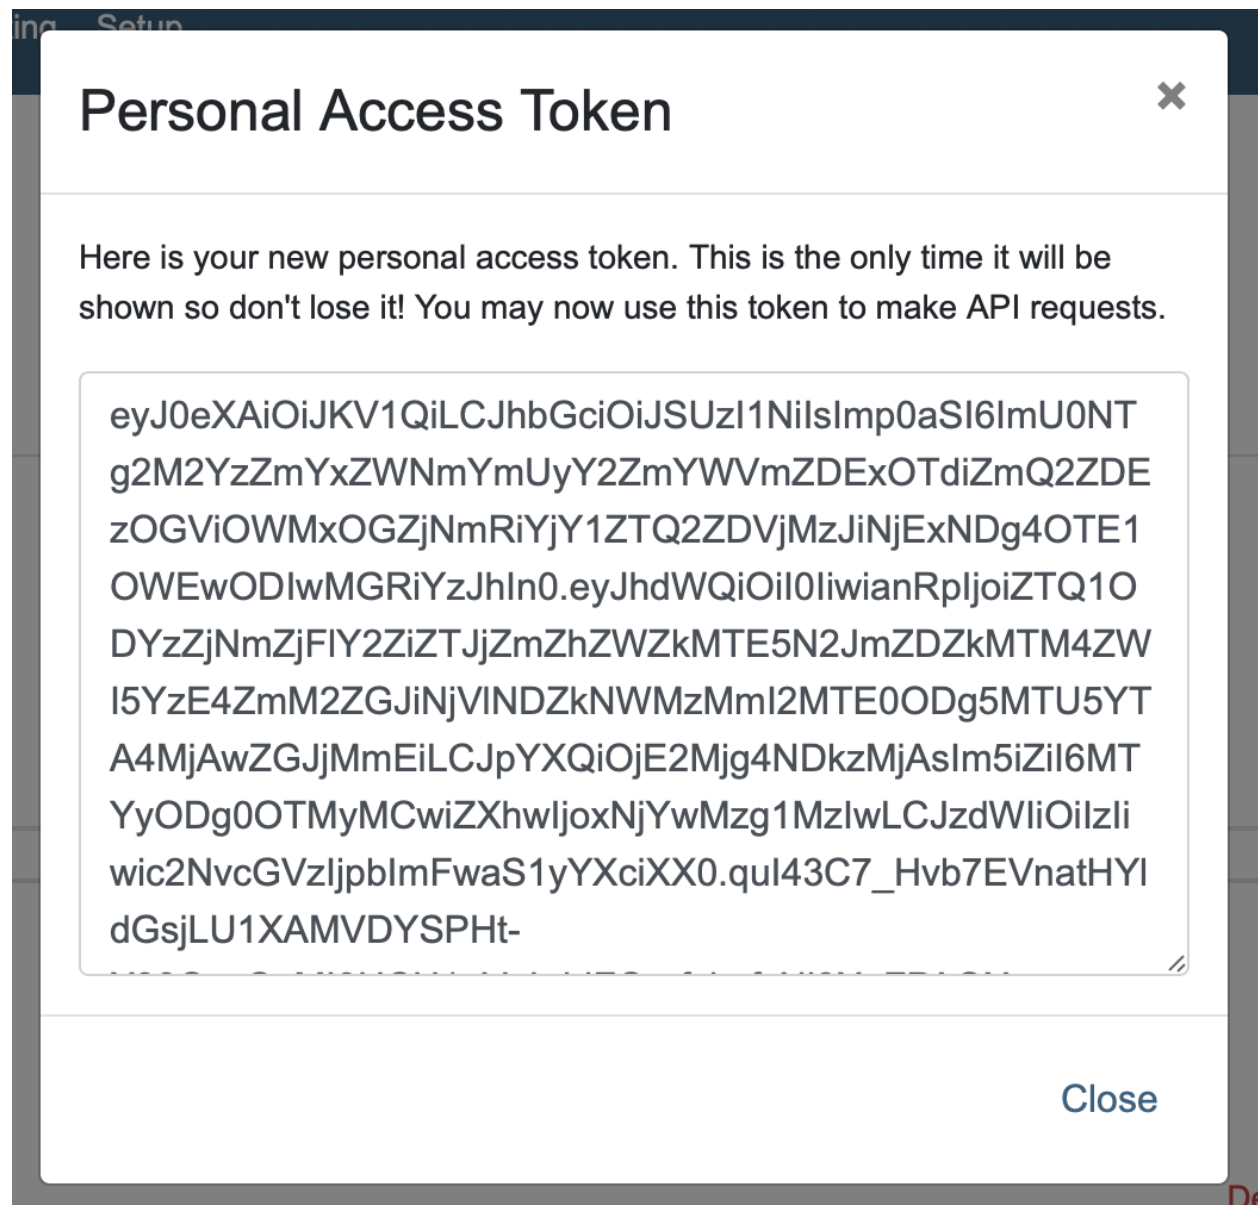 ing Setup
Personal Access Token
Here is your new personal access token. This is the only time it will be
shown so don't lose it! You may now use this token to make API requests.
eyJ0eXAiOiJKV1QiLCJhbGciOiJSUzI1NiIsImp0aSI6ImU0NT
g2M2YzZmYxZWNmYmUyY2ZmYWVmZDExOTdiZmQ2ZDE
zOGViOWMxOGZjNmRiYjY1ZTQ2ZDVjMzJiNjExNDg4OTE1
OWEwODIwMGRiYzJhIn0.eyJhdWQiOiI0IiwianRpIjoiZTQ1O
DYzZjNmZjFlY2ZiZTJjZmZhZWZkMTE5N2JmZDZkMTM4ZW
I5YzE4ZmM2ZGJiNjVlNDZkNWMzMmI2MTE0ODg5MTU5YT
A4MjAwZGJjMmEiLCJpYXQiOjE2Mjg4NDkzMjAsIm5iZiI6MT
YyODg0OTMyMCwiZXhwIjoxNjYwMzg1MzIwLCJzdWIiOiIzIi
wic2NvcGVzIjpbImFwaS1yYXciXX0.quI43C7_Hvb7EVnatHYl
dGsjLU1XAMVDYSPHt-
Close
De